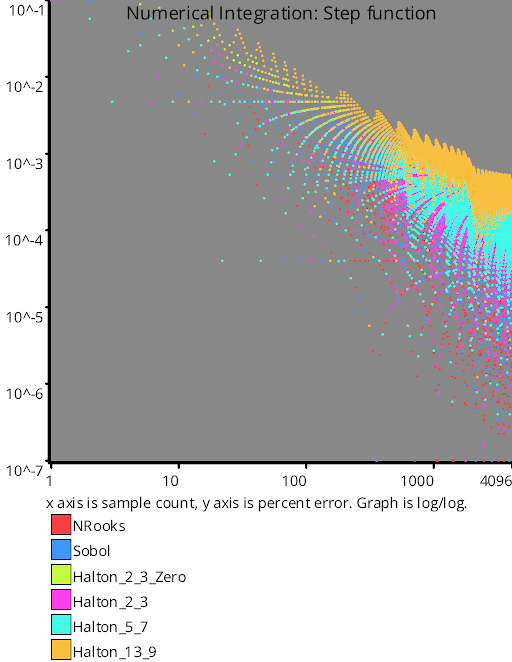 Numerical Integration: Step function
10^-1
10^-2
10^-3
10^-4
10^-5
10^-6
10^-7
1 10 100 1000 4096
x axis is sample count, y axis is percent error. Graph is log/log.
NRooks
Sobol
Halton_2_3_Zero
Halton_2_3
Halton_5_7
Halton_13_9